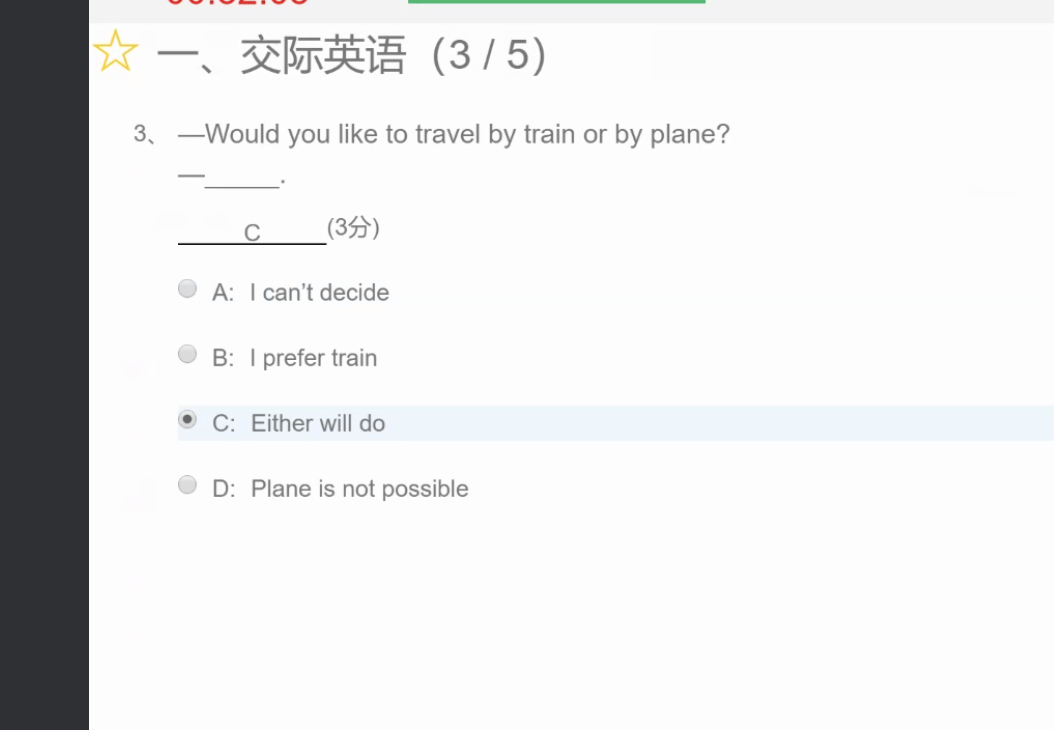 一、交际英语（3 / 5）
3、 —Would you like to travel by train or by plane?
—______.
C (3分)
A: I can’t decide
B: I prefer train
C: Either will do
D: Plane is not possible